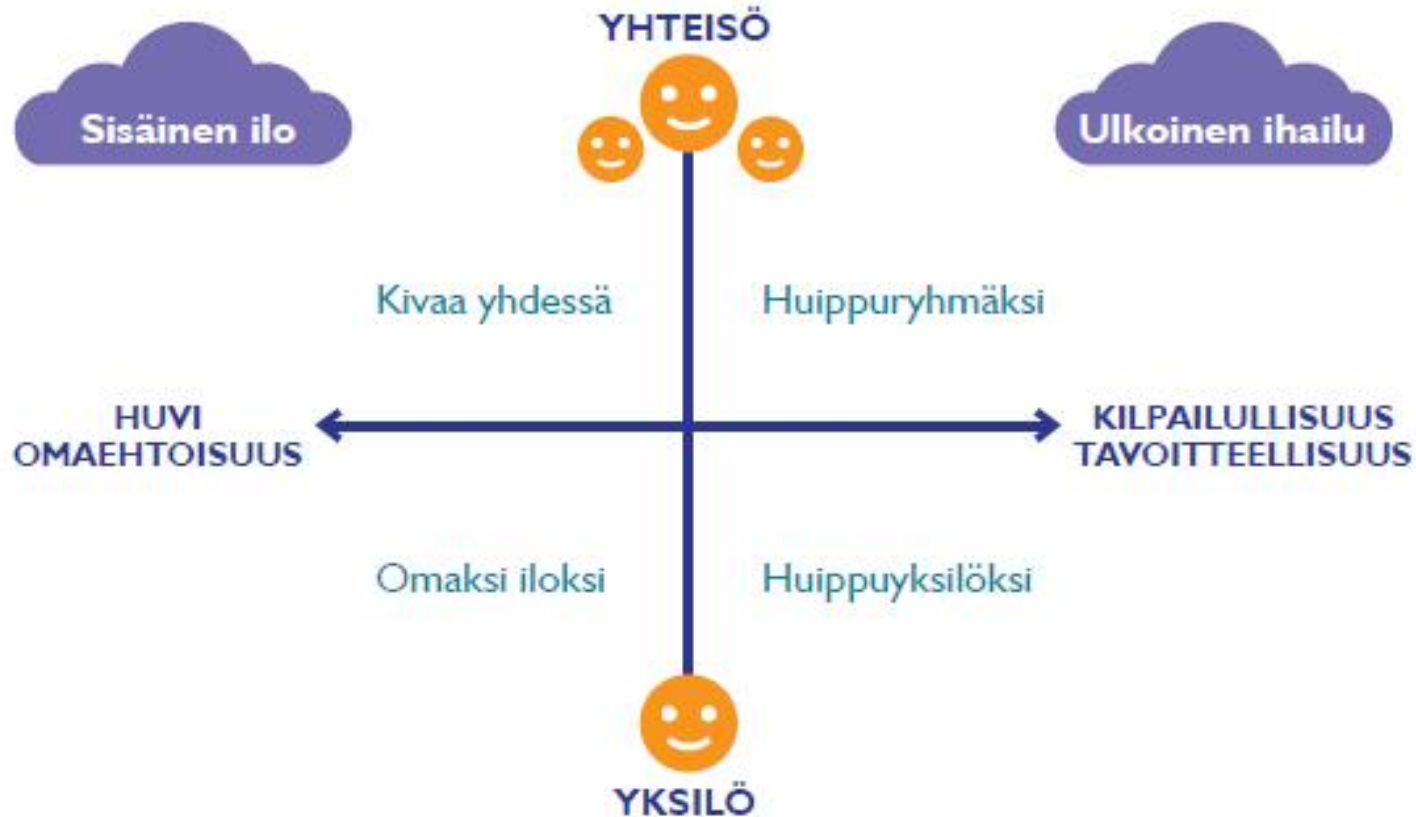 YHTEISÖ
Sisäinen ilo
Ulkoinen ihailu
Kivaa yhdessä
Huippuryhmäksi
HUVI
OMAEHTOISUUS
KILPAILULLISUUS
TAVOITTEELLISUUS
Omaksi iloksi
Huippuyksilöksi
YKSILÖ